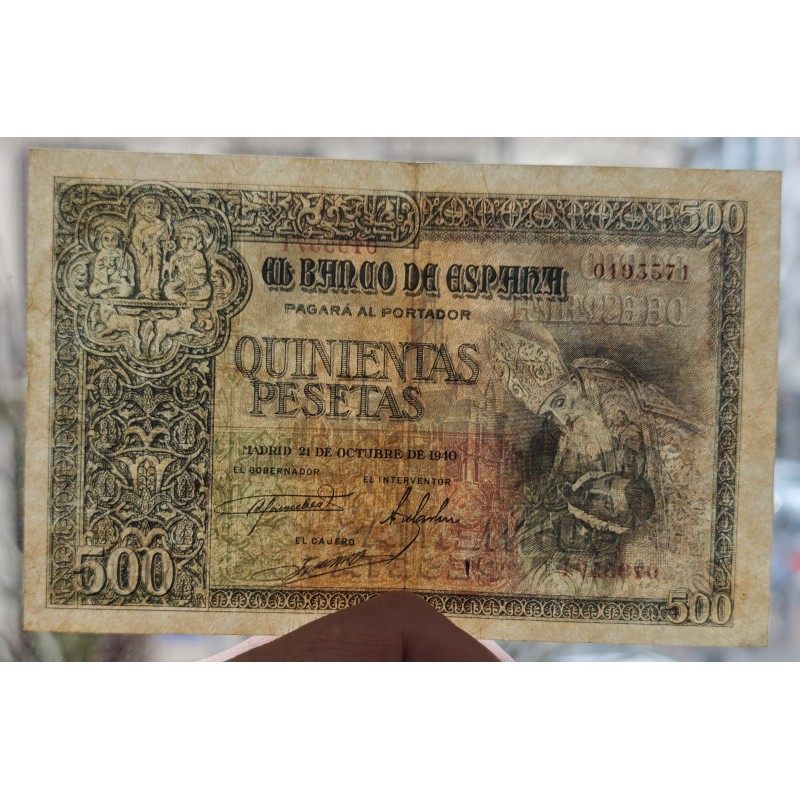 500
EL BANCO DE ESPAÑA
0193571
PAGARÁ AL PORTADOR
QUINIENTAS
PESETAS
MADRID 21 DE OCTUBRE DE 1940
EL GOBERNADOR
EL INTERVENTOR
EL CAJERO
500
500